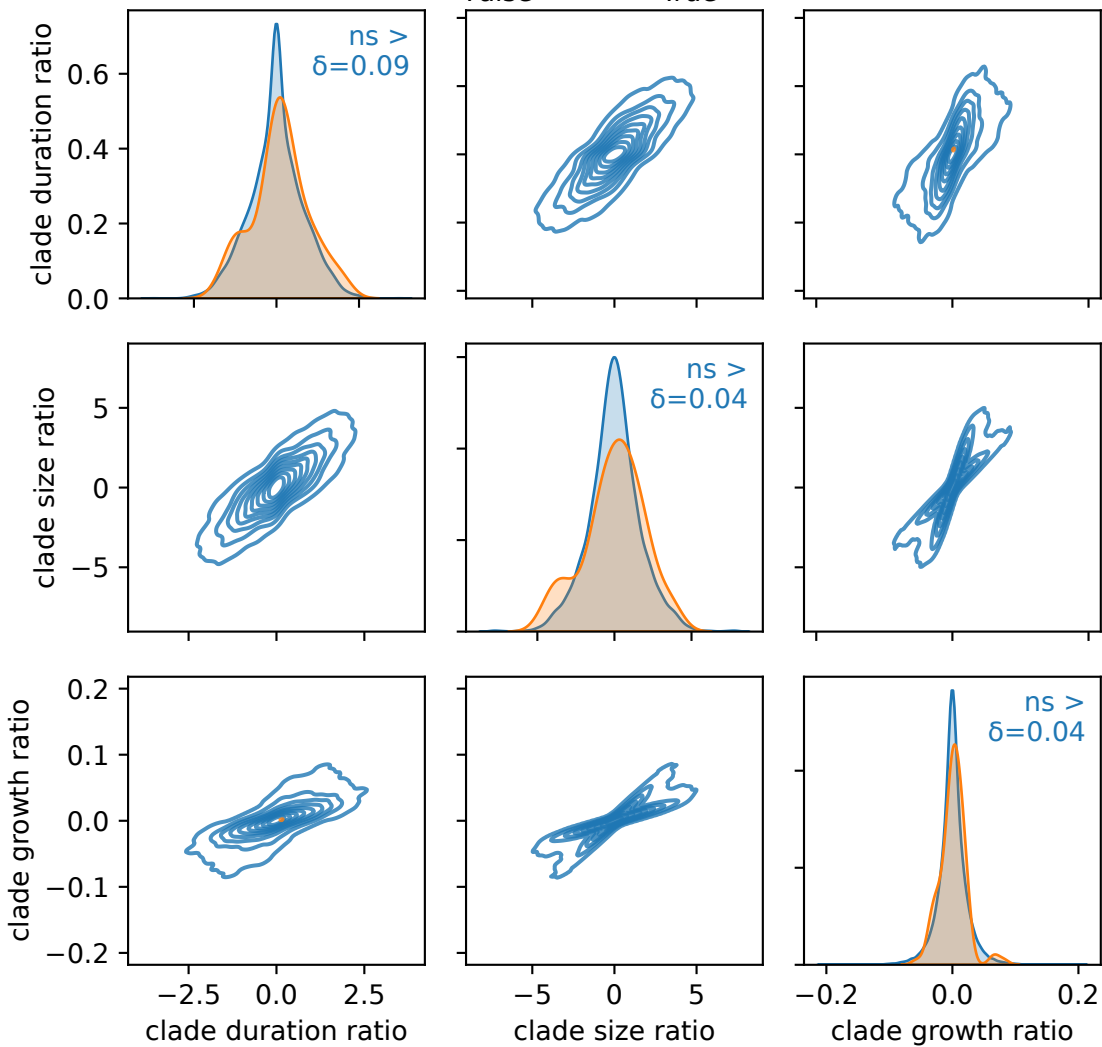 ns >
δ=0.09
clade duration ratio
0.6
0.4
0.2
0.0
ns >
δ=0.04
clade size ratio
5
0
−5
ns >
δ=0.04
clade growth ratio
0.2
0.1
0.0
−0.1
−0.2
−2.5 0.0 2.5
−5 0 5
−0.2 0.0 0.2
clade duration ratio
clade size ratio
clade growth ratio